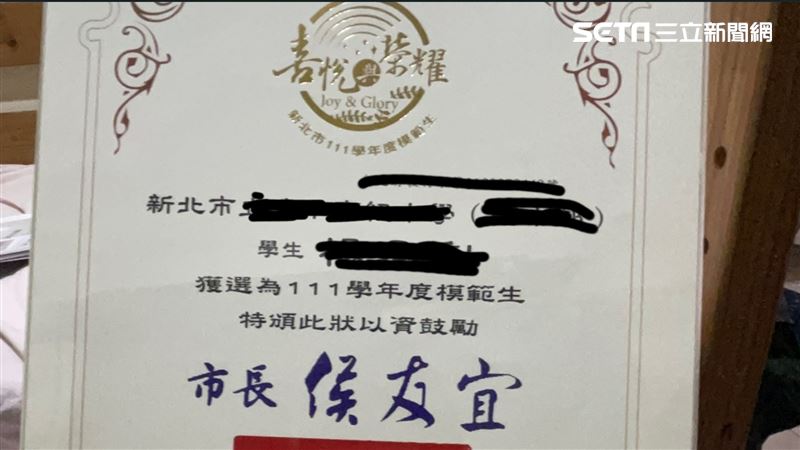 SETN三立新聞網
喜悅與榮耀
Joy & Glory
新北市111學年度模範生
新北市
學生
獲選為111學年度模範生
特頒此狀以資鼓勵
市長 侯友宜